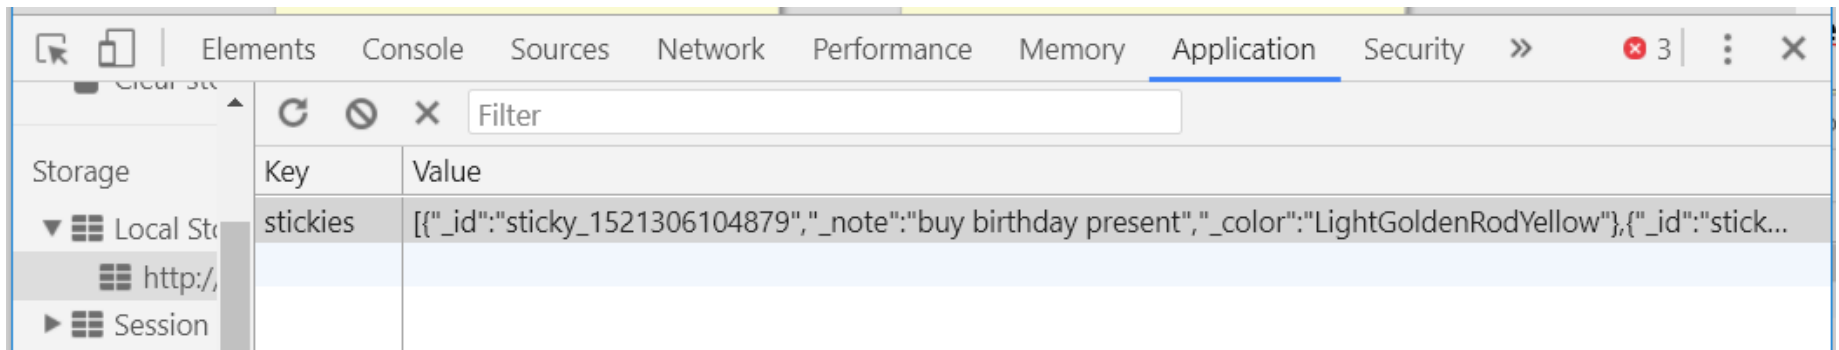 Elements Console Sources Network Performance Memory Application Security » 3
Filter
Storage
Key Value
Local Sto
stickies [{"_id":"sticky_1521306104879","_note":"buy birthday present","_color":"LightGoldenRodYellow"},{"_id":"stick...
http:/
Session